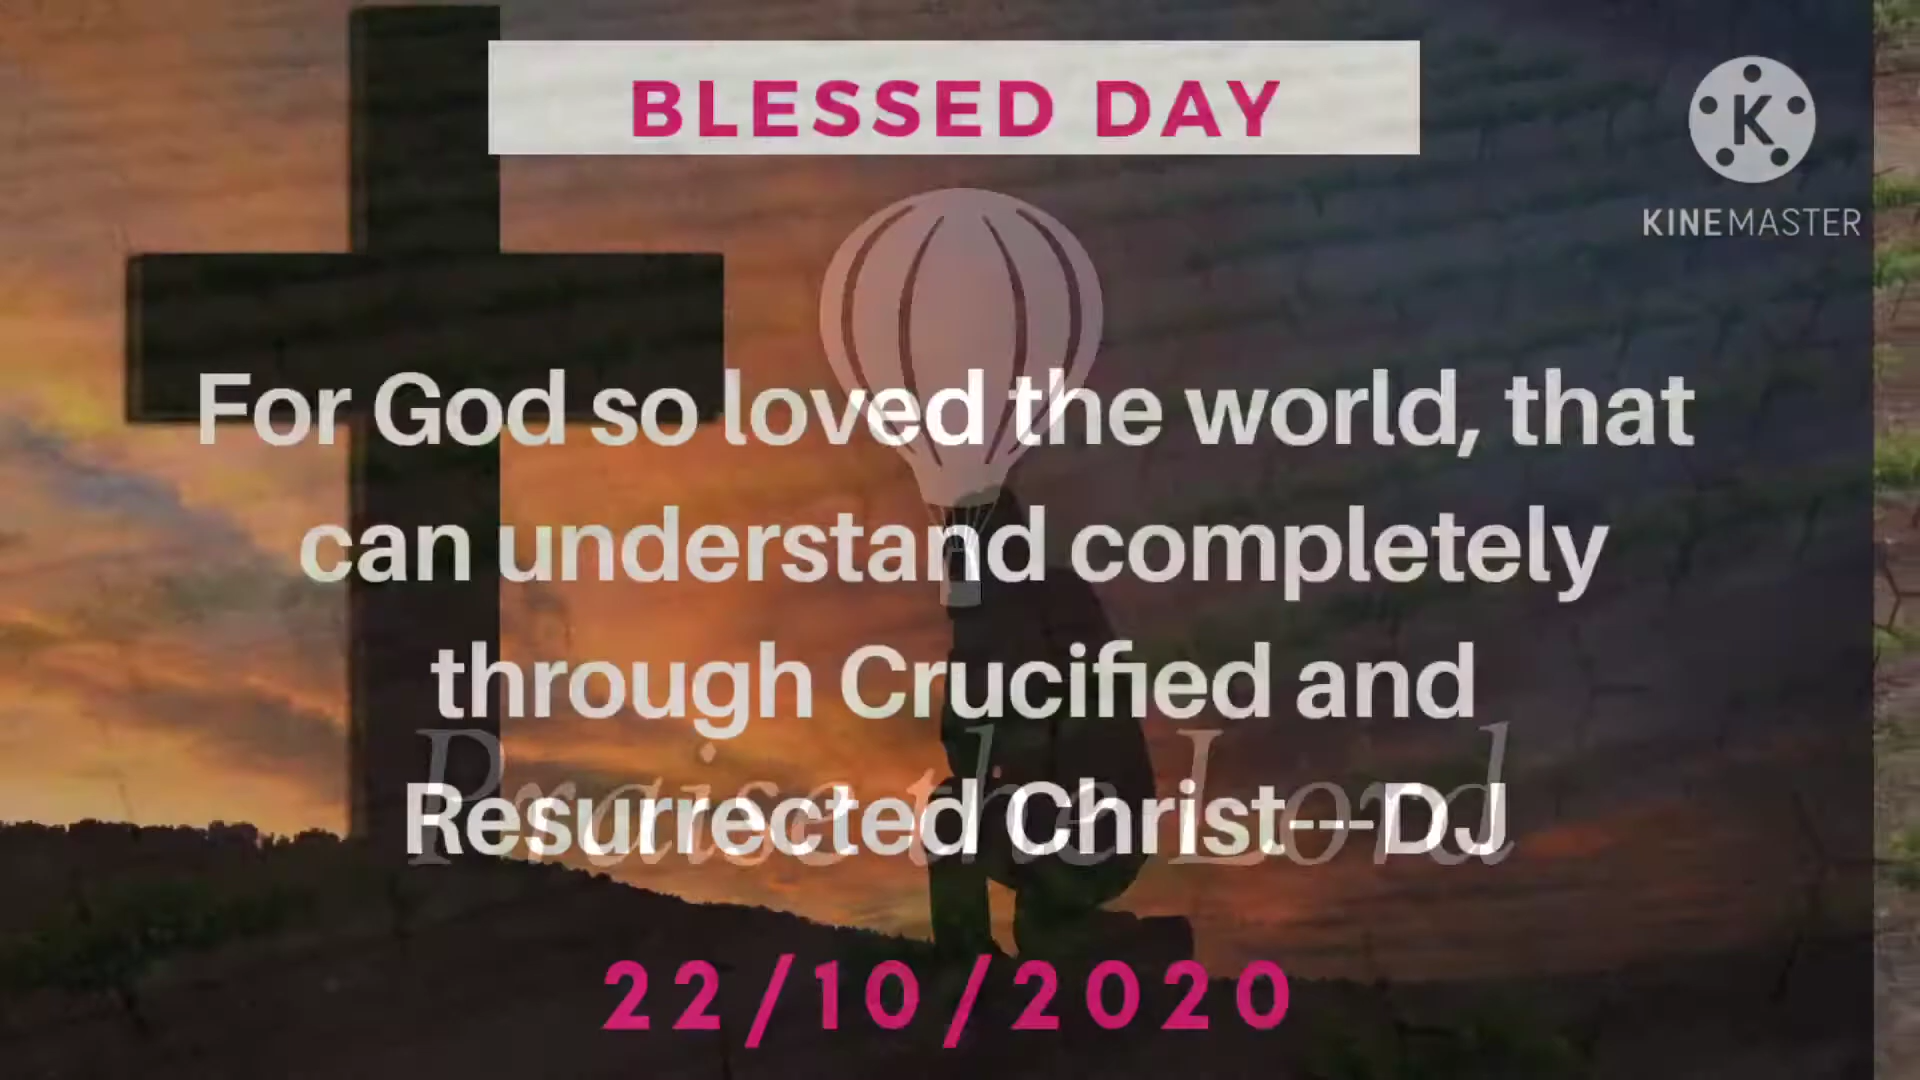 BLESSED DAY
K
KINEMASTER
For God so loved the world, that
can understand completely
through Crucified and
Praise the Lord
Resurrected Christ---DJ
22/10/2020